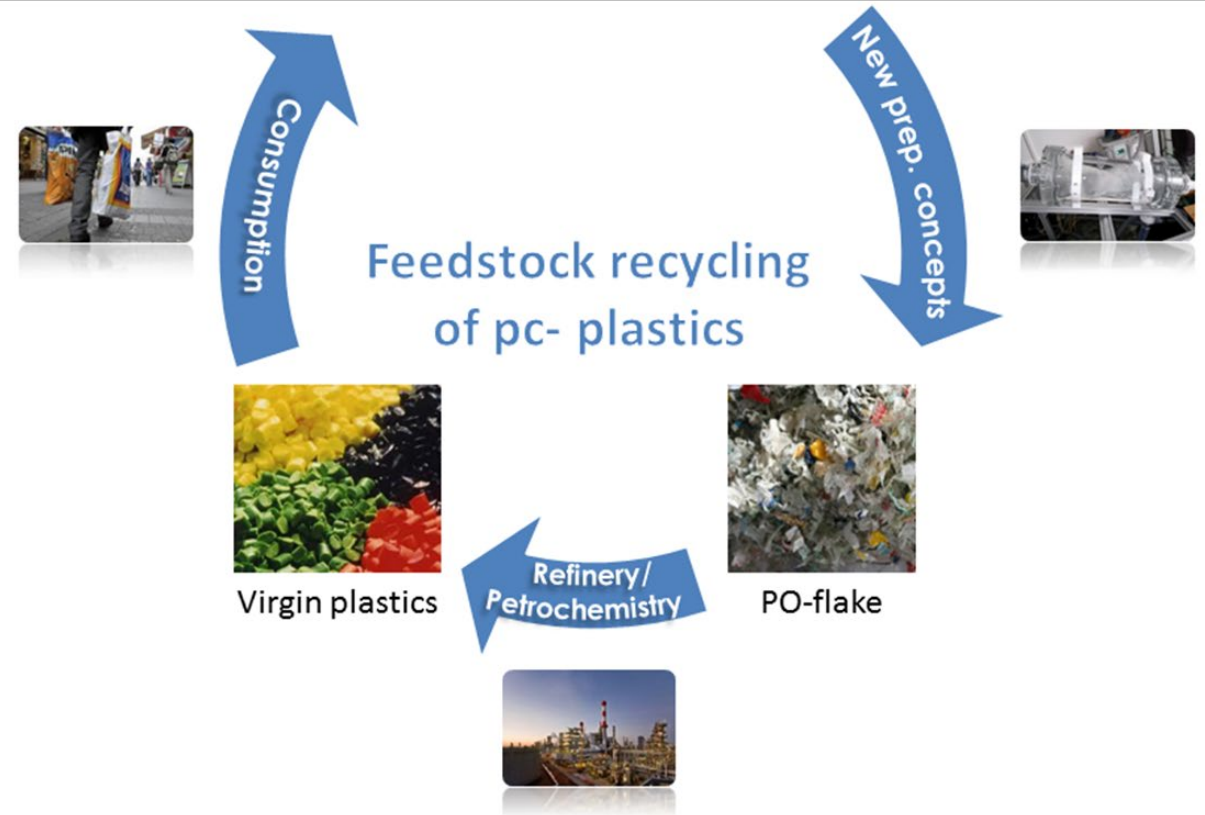 Consumption
New prep. concepts
Feedstock recycling
of pc- plastics
Refinery/
Petrochemistry
Virgin plastics
PO-flake